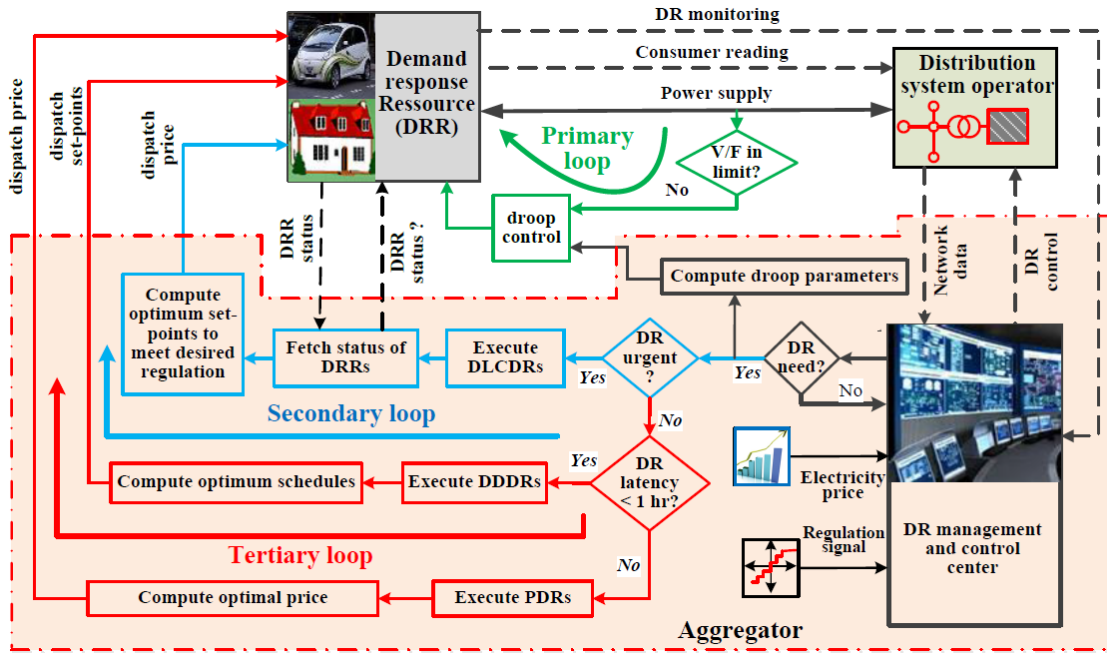 DR monitoring
Consumer reading
Power supply
Demand
response
Ressource
(DRR)
Distribution
system operator
dispatch price
dispatch
set-points
dispatch
price
Primary
loop
V/F in
limit?
No
droop
control
DRR
status
DRR
status ?
Network
data
DR
control
Compute droop parameters
Compute
optimum set-
points to
meet desired
regulation
Fetch status of
DRRs
Execute
DLCDRs
DR
urgent
?
DR
need?
Yes
Yes
No
Secondary loop
No
Electricity
price
Yes
DR
latency
< 1 hr?
Compute optimum schedules
Execute DDDRs
Tertiary loop
Regulation
signal
DR management
and control
center
No
Compute optimal price
Execute PDRs
Aggregator